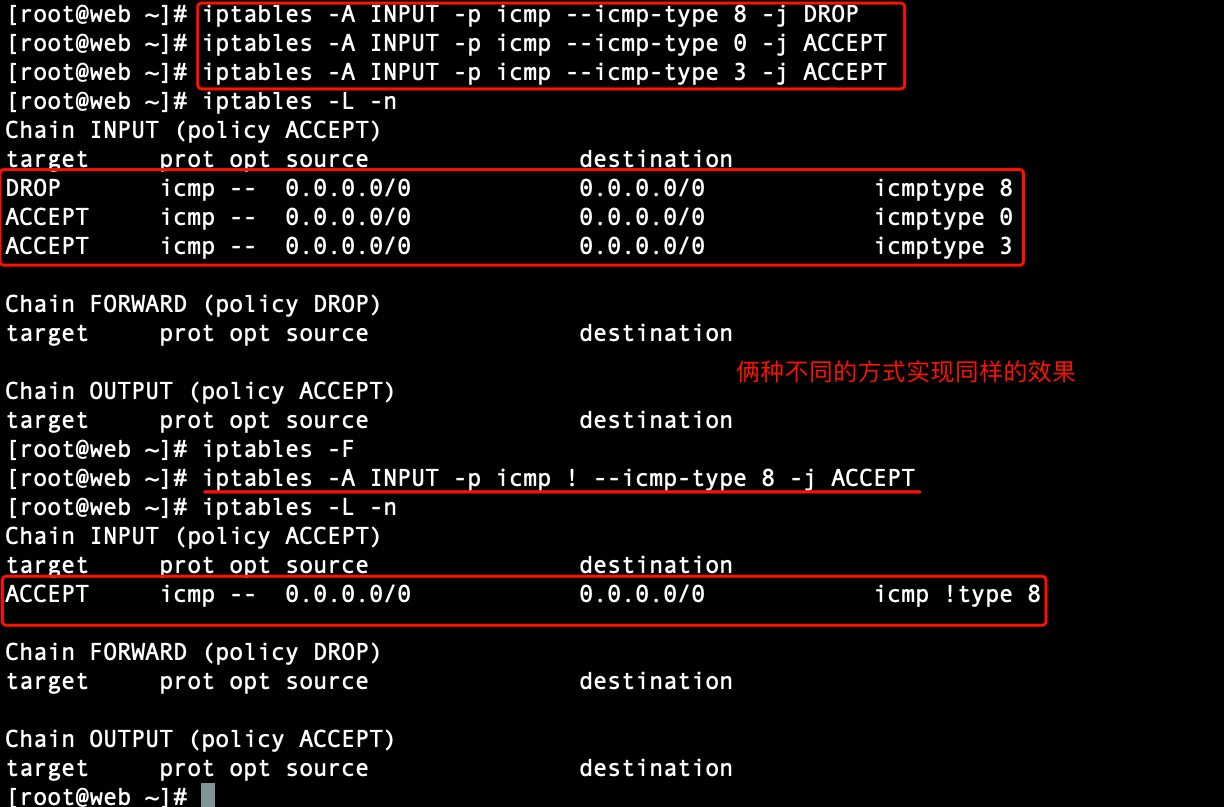 [root@web ~]# iptables -A INPUT -p icmp --icmp-type 8 -j DROP
[root@web ~]# iptables -A INPUT -p icmp --icmp-type 0 -j ACCEPT
[root@web ~]# iptables -A INPUT -p icmp --icmp-type 3 -j ACCEPT
[root@web ~]# iptables -L -n
Chain INPUT (policy ACCEPT)
target     prot opt source               destination
DROP       icmp --  0.0.0.0/0            0.0.0.0/0            icmptype 8
ACCEPT     icmp --  0.0.0.0/0            0.0.0.0/0            icmptype 0
ACCEPT     icmp --  0.0.0.0/0            0.0.0.0/0            icmptype 3
Chain FORWARD (policy DROP)
target     prot opt source               destination
俩种不同的方式实现同样的效果
Chain OUTPUT (policy ACCEPT)
target     prot opt source               destination
[root@web ~]# iptables -F
[root@web ~]# iptables -A INPUT -p icmp ! --icmp-type 8 -j ACCEPT
[root@web ~]# iptables -L -n
Chain INPUT (policy ACCEPT)
target     prot opt source               destination
ACCEPT     icmp --  0.0.0.0/0            0.0.0.0/0            icmp !type 8
Chain FORWARD (policy DROP)
target     prot opt source               destination
Chain OUTPUT (policy ACCEPT)
target     prot opt source               destination
[root@web ~]#